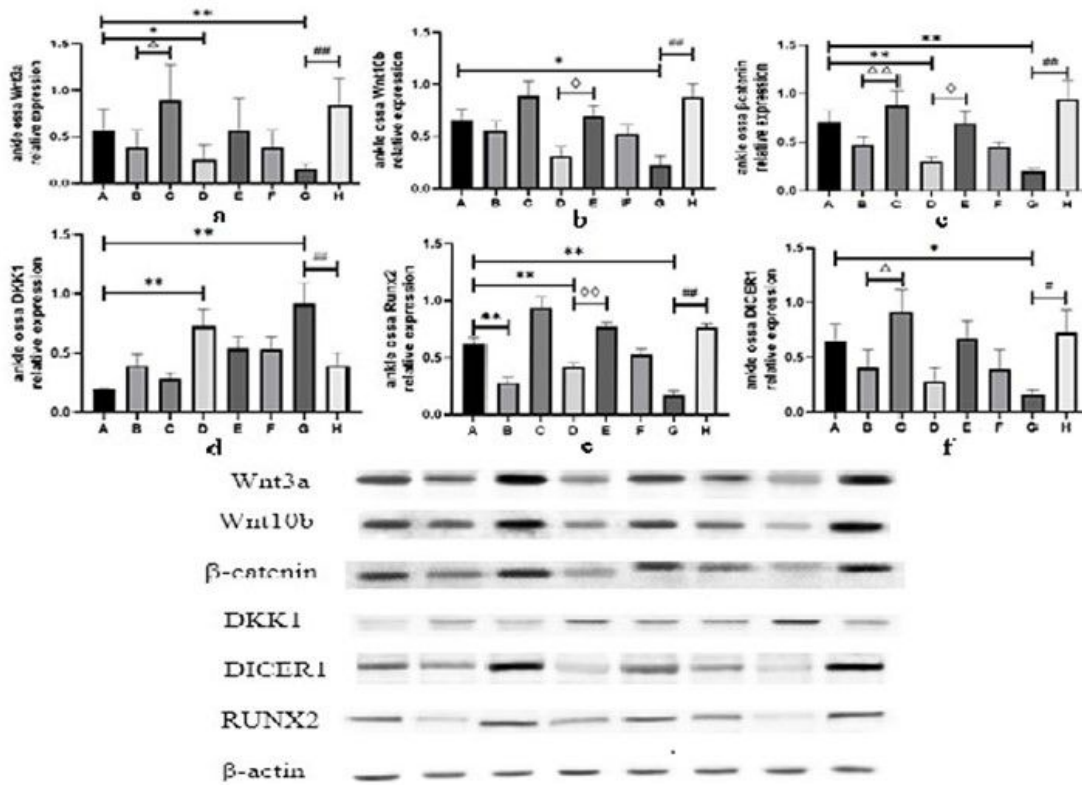 ** ** **
* ## * ## ** ##
△ ◇ △△ ◇
ankle ossa Wnt3a
relative expression
1.5
1.0
0.5
0.0
A B C D E F G H
a
ankle ossa Wnt10b
relative expression
1.5
1.0
0.5
0.0
A B C D E F G H
b
ankle ossa β-catenin
relative expression
1.5
1.0
0.5
0.0
A B C D E F G H
c
** ** *
** ## ** ## △ #
** ◇◇
ankle ossa DKK1
relative expression
1.5
1.0
0.5
0.0
A B C D E F G H
d
ankle ossa Runx2
relative expression
1.5
1.0
0.5
0.0
A B C D E F G H
e
ankle ossa DICER1
relative expression
1.5
1.0
0.5
0.0
A B C D E F G H
f
Wnt3a
Wnt10b
β-catenin
DKK1
DICER1
RUNX2
β-actin